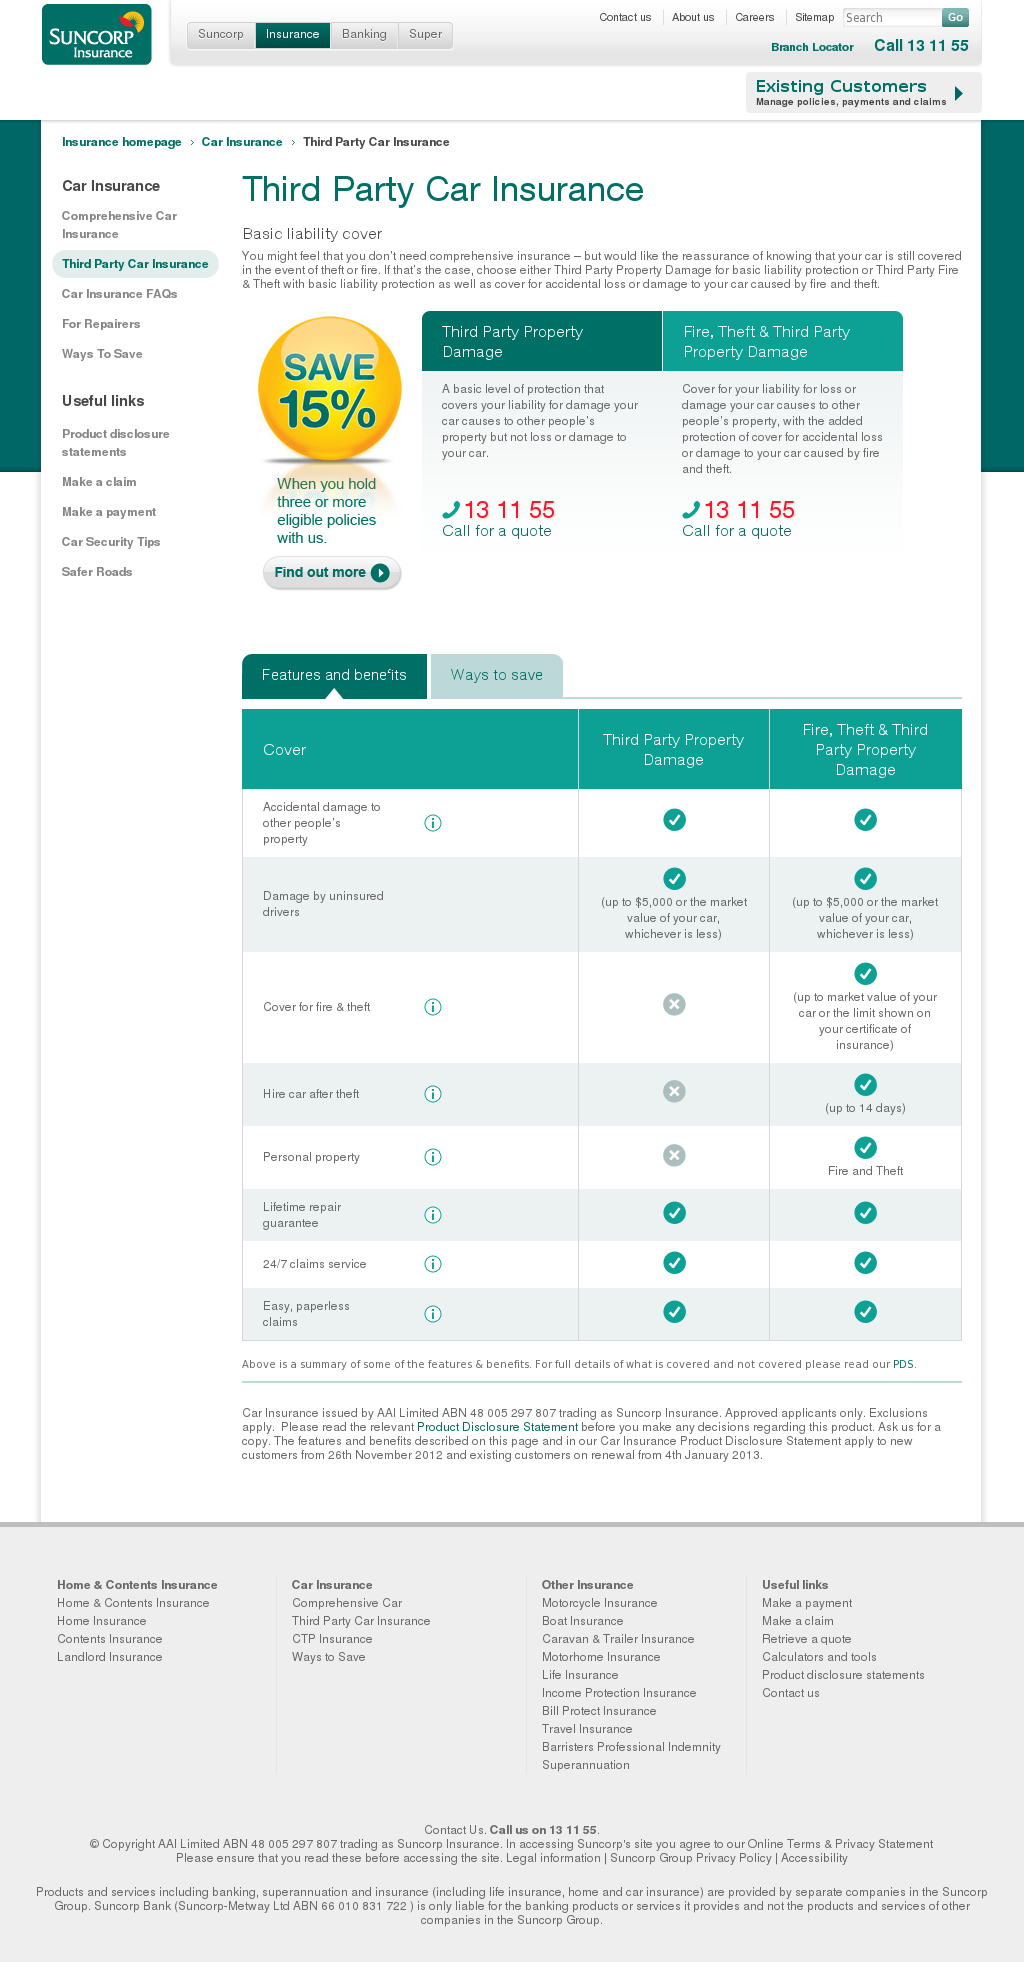 SUNCORP
Insurance
Suncorp
Insurance
Banking
Super
Contact us
About us
Careers
Sitemap
Search
Go
Branch Locator
Call 13 11 55
Existing Customers
Manage policies, payments and claims
Insurance homepage > Car Insurance > Third Party Car Insurance
Car Insurance
Comprehensive Car
Insurance
Third Party Car Insurance
Car Insurance FAQs
For Repairers
Ways To Save
Useful links
Product disclosure
statements
Make a claim
Make a payment
Car Security Tips
Safer Roads
Third Party Car Insurance
Basic liability cover
You might feel that you don't need comprehensive insurance – but would like the reassurance of knowing that your car is still covered
in the event of theft or fire. If that's the case, choose either Third Party Property Damage for basic liability protection or Third Party Fire
& Theft with basic liability protection as well as cover for accidental loss or damage to your car caused by fire and theft.
SAVE
15%
When you hold
three or more
eligible policies
with us.
Find out more
Third Party Property
Damage
A basic level of protection that
covers your liability for damage your
car causes to other people's
property but not loss or damage to
your car.
13 11 55
Call for a quote
Fire, Theft & Third Party
Property Damage
Cover for your liability for loss or
damage your car causes to other
people's property, with the added
protection of cover for accidental loss
or damage to your car caused by fire
and theft.
13 11 55
Call for a quote
Features and benefits
Ways to save
Cover
Third Party Property
Damage
Fire, Theft & Third
Party Property
Damage
Accidental damage to
other people's
property
Damage by uninsured
drivers
(up to $5,000 or the market
value of your car,
whichever is less)
(up to $5,000 or the market
value of your car,
whichever is less)
Cover for fire & theft
(up to market value of your
car or the limit shown on
your certificate of
insurance)
Hire car after theft
(up to 14 days)
Personal property
Fire and Theft
Lifetime repair
guarantee
24/7 claims service
Easy, paperless
claims
Above is a summary of some of the features & benefits. For full details of what is covered and not covered please read our PDS.
Car Insurance issued by AAI Limited ABN 48 005 297 807 trading as Suncorp Insurance. Approved applicants only. Exclusions
apply.  Please read the relevant Product Disclosure Statement before you make any decisions regarding this product. Ask us for a
copy. The features and benefits described on this page and in our Car Insurance Product Disclosure Statement apply to new
customers from 26th November 2012 and existing customers on renewal from 4th January 2013.
Home & Contents Insurance
Home & Contents Insurance
Home Insurance
Contents Insurance
Landlord Insurance
Car Insurance
Comprehensive Car
Third Party Car Insurance
CTP Insurance
Ways to Save
Other Insurance
Motorcycle Insurance
Boat Insurance
Caravan & Trailer Insurance
Motorhome Insurance
Life Insurance
Income Protection Insurance
Bill Protect Insurance
Travel Insurance
Barristers Professional Indemnity
Superannuation
Useful links
Make a payment
Make a claim
Retrieve a quote
Calculators and tools
Product disclosure statements
Contact us
Contact Us. Call us on 13 11 55.
© Copyright AAI Limited ABN 48 005 297 807 trading as Suncorp Insurance. In accessing Suncorp's site you agree to our Online Terms & Privacy Statement
Please ensure that you read these before accessing the site. Legal information | Suncorp Group Privacy Policy | Accessibility
Products and services including banking, superannuation and insurance (including life insurance, home and car insurance) are provided by separate companies in the Suncorp
Group. Suncorp Bank (Suncorp-Metway Ltd ABN 66 010 831 722 ) is only liable for the banking products or services it provides and not the products and services of other
companies in the Suncorp Group.